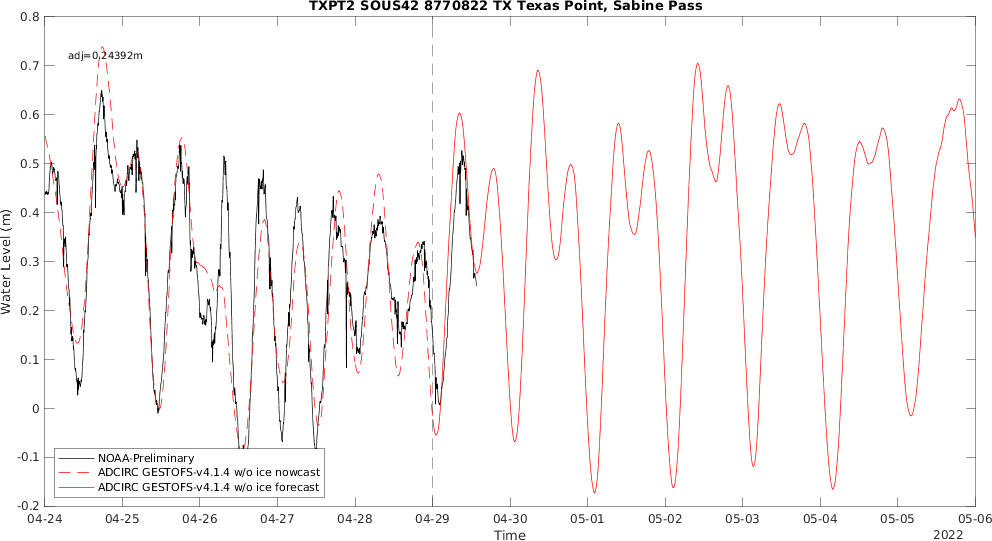 TXPT2 SOUS42 8770822 TX Texas Point, Sabine Pass
adj=0.24392m
Water Level (m)
0.8
0.7
0.6
0.5
0.4
0.3
0.2
0.1
0
-0.1
-0.2
NOAA-Preliminary
ADCIRC GESTOFS-v4.1.4 w/o ice nowcast
ADCIRC GESTOFS-v4.1.4 w/o ice forecast
04-24 04-25 04-26 04-27 04-28 04-29 04-30 05-01 05-02 05-03 05-04 05-05 05-06
Time
2022